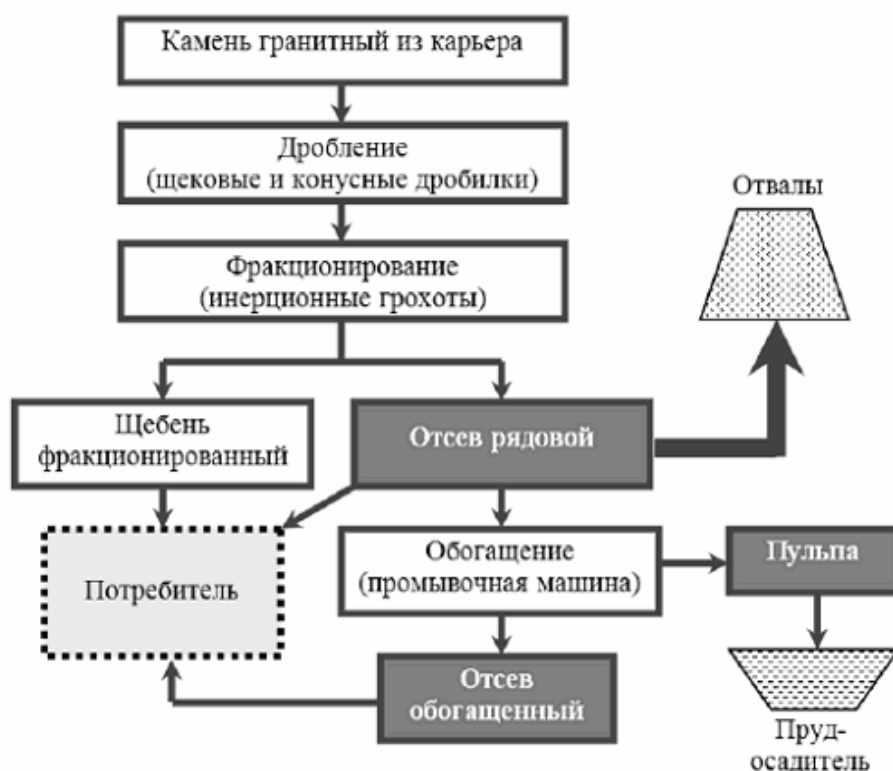 Камень гранитный из карьера
Дробление
(щековые и конусные дробилки)
Отвалы
Фракционирование
(инерционные грохоты)
Щебень
фракционированный
Отсев рядовой
Обогащение
(промывочная машина)
Пульпа
Потребитель
Отсев
обогащенный
Пруд-
осадитель